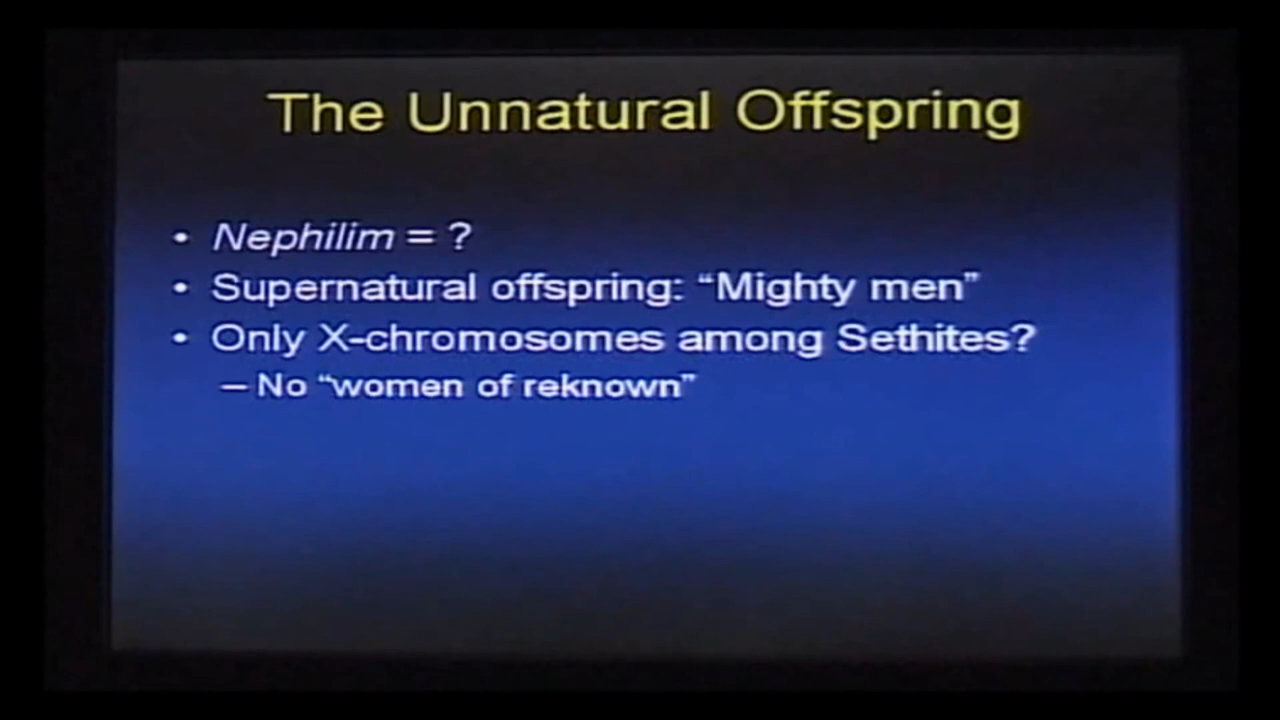 The Unnatural Offspring
• Nephilim = ?
• Supernatural offspring: “Mighty men”
• Only X-chromosomes among Sethites?
– No “women of reknown”